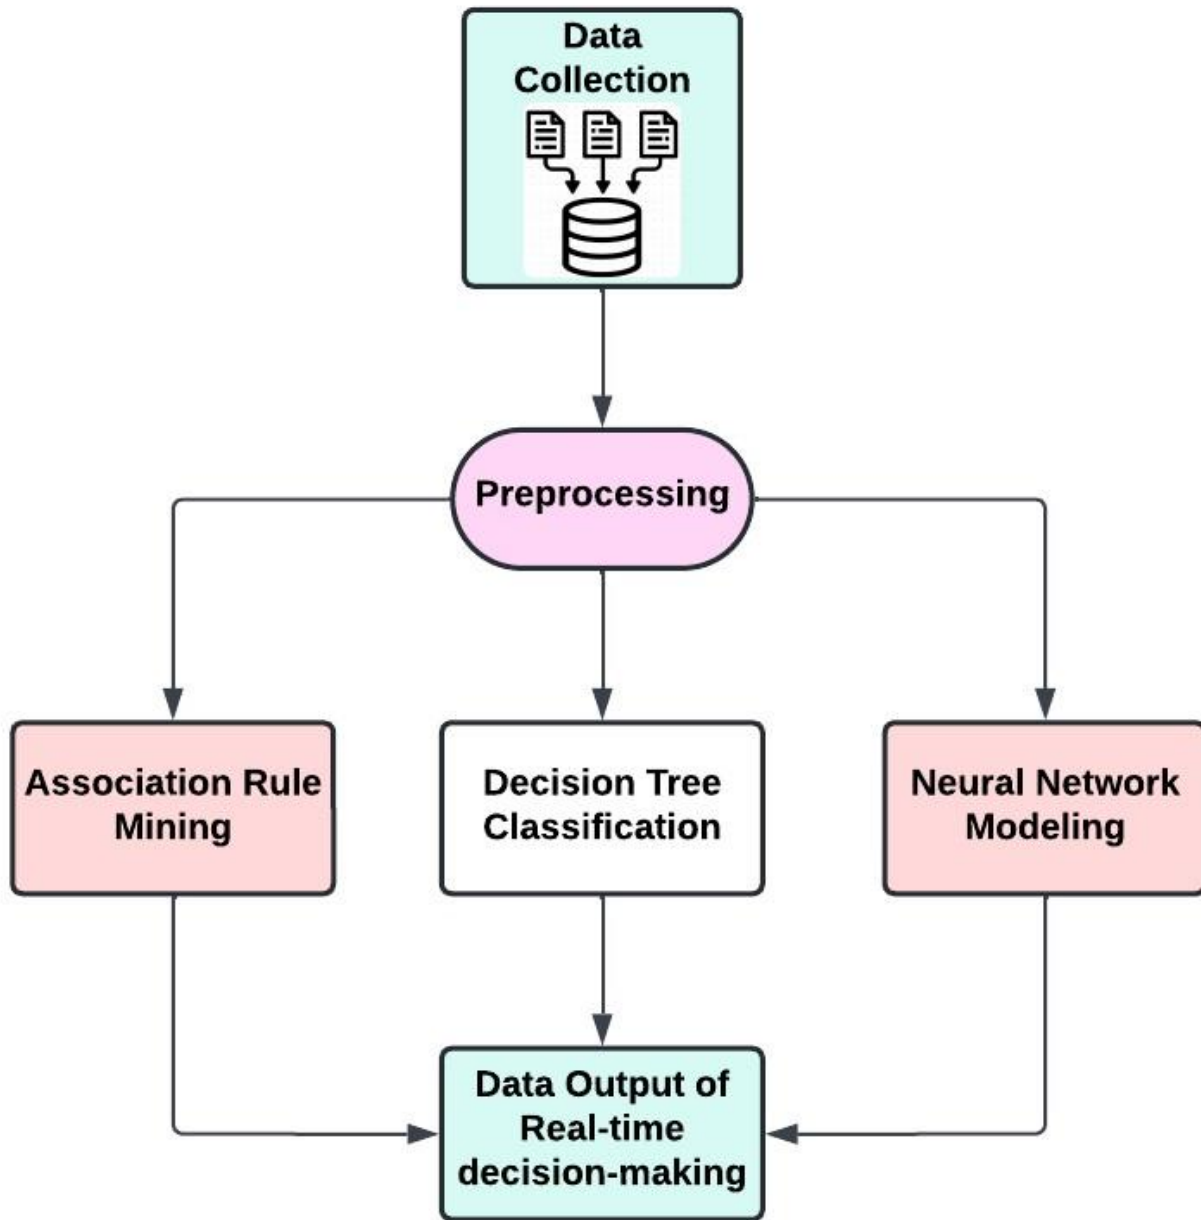 Data
Collection
Preprocessing
Association Rule
Mining
Decision Tree
Classification
Neural Network
Modeling
Data Output of
Real-time
decision-making